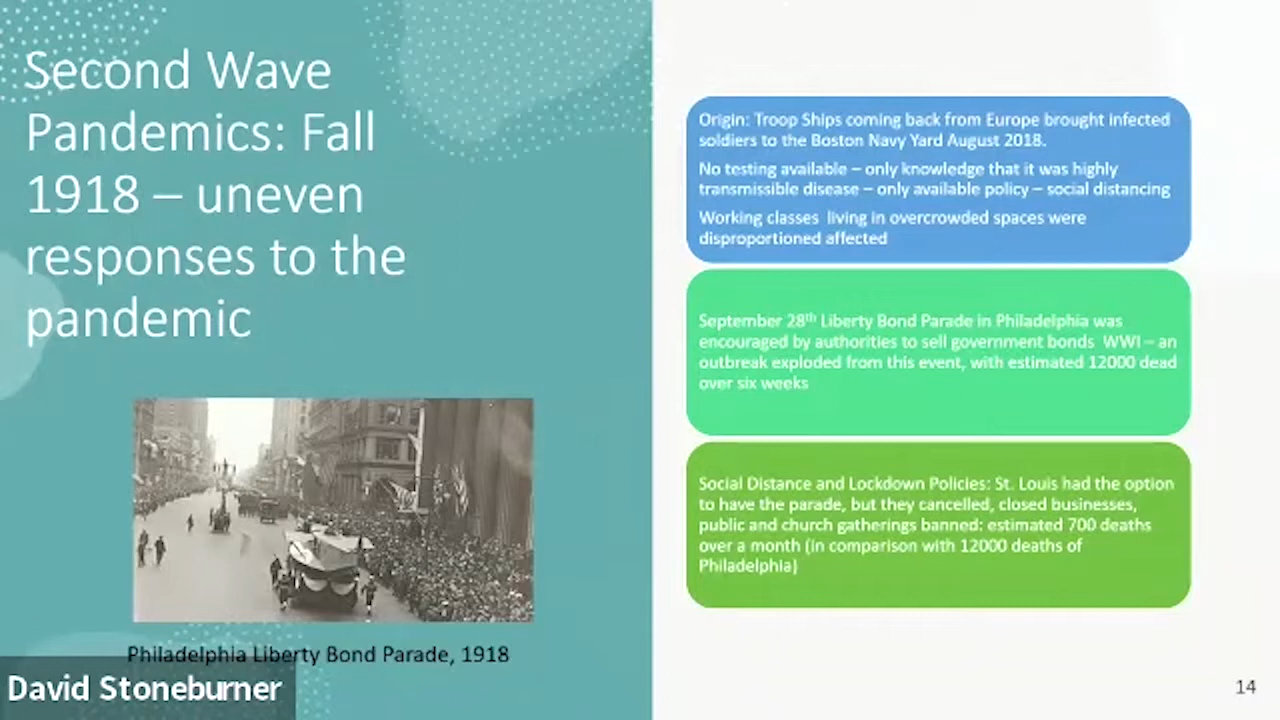 Second Wave
Pandemics: Fall
1918 – uneven
responses to the
pandemic
Philadelphia Liberty Bond Parade, 1918
David Stoneburner
Origin: Troop Ships coming back from Europe brought infected
soldiers to the Boston Navy Yard August 2018.
No testing available – only knowledge that it was highly
transmissible disease – only available policy – social distancing
Working classes living in overcrowded spaces were
disproportioned affected
September 28th Liberty Bond Parade in Philadelphia was
encouraged by authorities to sell government bonds WWI – an
outbreak exploded from this event, with estimated 12000 dead
over six weeks
Social Distance and Lockdown Policies: St. Louis had the option
to have the parade, but they cancelled, closed businesses,
public and church gatherings banned: estimated 700 deaths
over a month (in comparison with 12000 deaths of
Philadelphia)
14